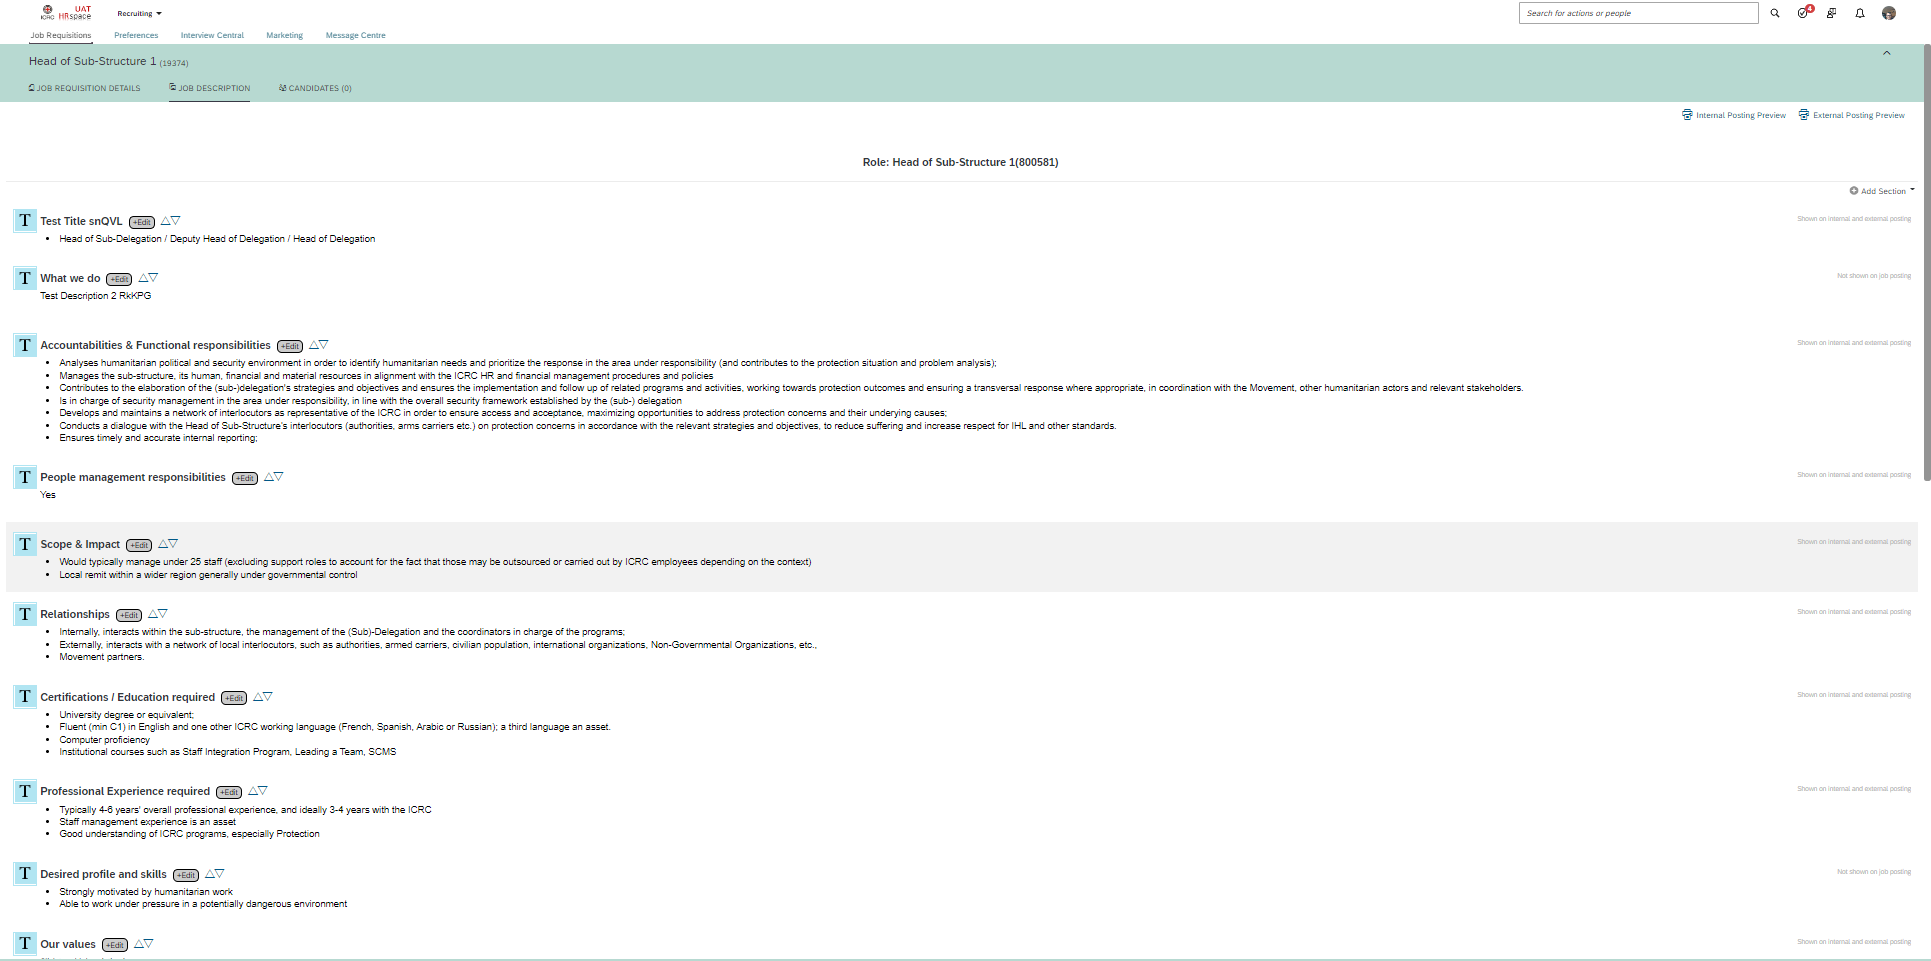 ICRC
UAT
HRspace
Recruiting
Search for actions or people
4
Job Requisitions
Preferences
Interview Central
Marketing
Message Centre
Head of Sub-Structure 1 (19374)
JOB REQUISITION DETAILS
JOB DESCRIPTION
CANDIDATES (0)
Internal Posting Preview
External Posting Preview
Role: Head of Sub-Structure 1(800581)
Add Section
T Test Title snQVL +Edit
Shown on internal and external posting
• Head of Sub-Delegation / Deputy Head of Delegation / Head of Delegation
T What we do +Edit
Not shown on job posting
Test Description 2 RkKPG
T Accountabilities & Functional responsibilities +Edit
Shown on internal and external posting
• Analyses humanitarian political and security environment in order to identify humanitarian needs and prioritize the response in the area under responsibility (and contributes to the protection situation and problem analysis);
• Manages the sub-structure, its human, financial and material resources in alignment with the ICRC HR and financial management procedures and policies
• Contributes to the elaboration of the (sub-)delegation's strategies and objectives and ensures the implementation and follow up of related programs and activities, working towards protection outcomes and ensuring a transversal response where appropriate, in coordination with the Movement, other humanitarian actors and relevant stakeholders.
• Is in charge of security management in the area under responsibility, in line with the overall security framework established by the (sub-) delegation
• Develops and maintains a network of interlocutors as representative of the ICRC in order to ensure access and acceptance, maximizing opportunities to address protection concerns and their underlying causes;
• Conducts a dialogue with the Head of Sub-Structure's interlocutors (authorities, arms carriers etc.) on protection concerns in accordance with the relevant strategies and objectives, to reduce suffering and increase respect for IHL and other standards.
• Ensures timely and accurate internal reporting;
T People management responsibilities +Edit
Shown on internal and external posting
Yes
T Scope & Impact +Edit
Shown on internal and external posting
• Would typically manage under 25 staff (excluding support roles to account for the fact that those may be outsourced or carried out by ICRC employees depending on the context)
• Local remit within a wider region generally under governmental control
T Relationships +Edit
Shown on internal and external posting
• Internally, interacts within the sub-structure, the management of the (Sub)-Delegation and the coordinators in charge of the programs;
• Externally, interacts with a network of local interlocutors, such as authorities, armed carriers, civilian population, international organizations, Non-Governmental Organizations, etc.,
• Movement partners.
T Certifications / Education required +Edit
Shown on internal and external posting
• University degree or equivalent;
• Fluent (min C1) in English and one other ICRC working language (French, Spanish, Arabic or Russian); a third language an asset.
• Computer proficiency
• Institutional courses such as Staff Integration Program, Leading a Team, SCMS
T Professional Experience required +Edit
Shown on internal and external posting
• Typically 4-6 years' overall professional experience, and ideally 3-4 years with the ICRC
• Staff management experience is an asset
• Good understanding of ICRC programs, especially Protection
T Desired profile and skills +Edit
Not shown on job posting
• Strongly motivated by humanitarian work
• Able to work under pressure in a potentially dangerous environment
T Our values +Edit
Shown on internal and external posting